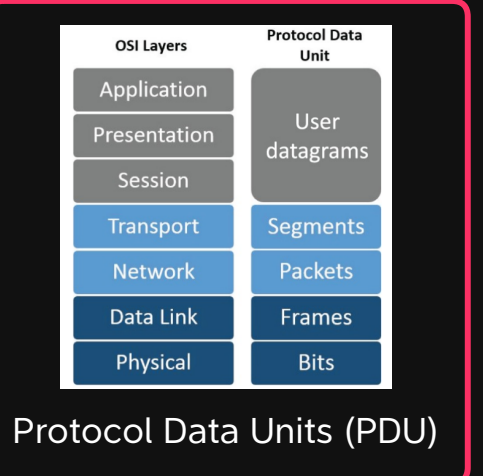 OSI Layers
Protocol Data
Unit
Application
Presentation
Session
User
datagrams
Transport
Segments
Network
Packets
Data Link
Frames
Physical
Bits
Protocol Data Units (PDU)